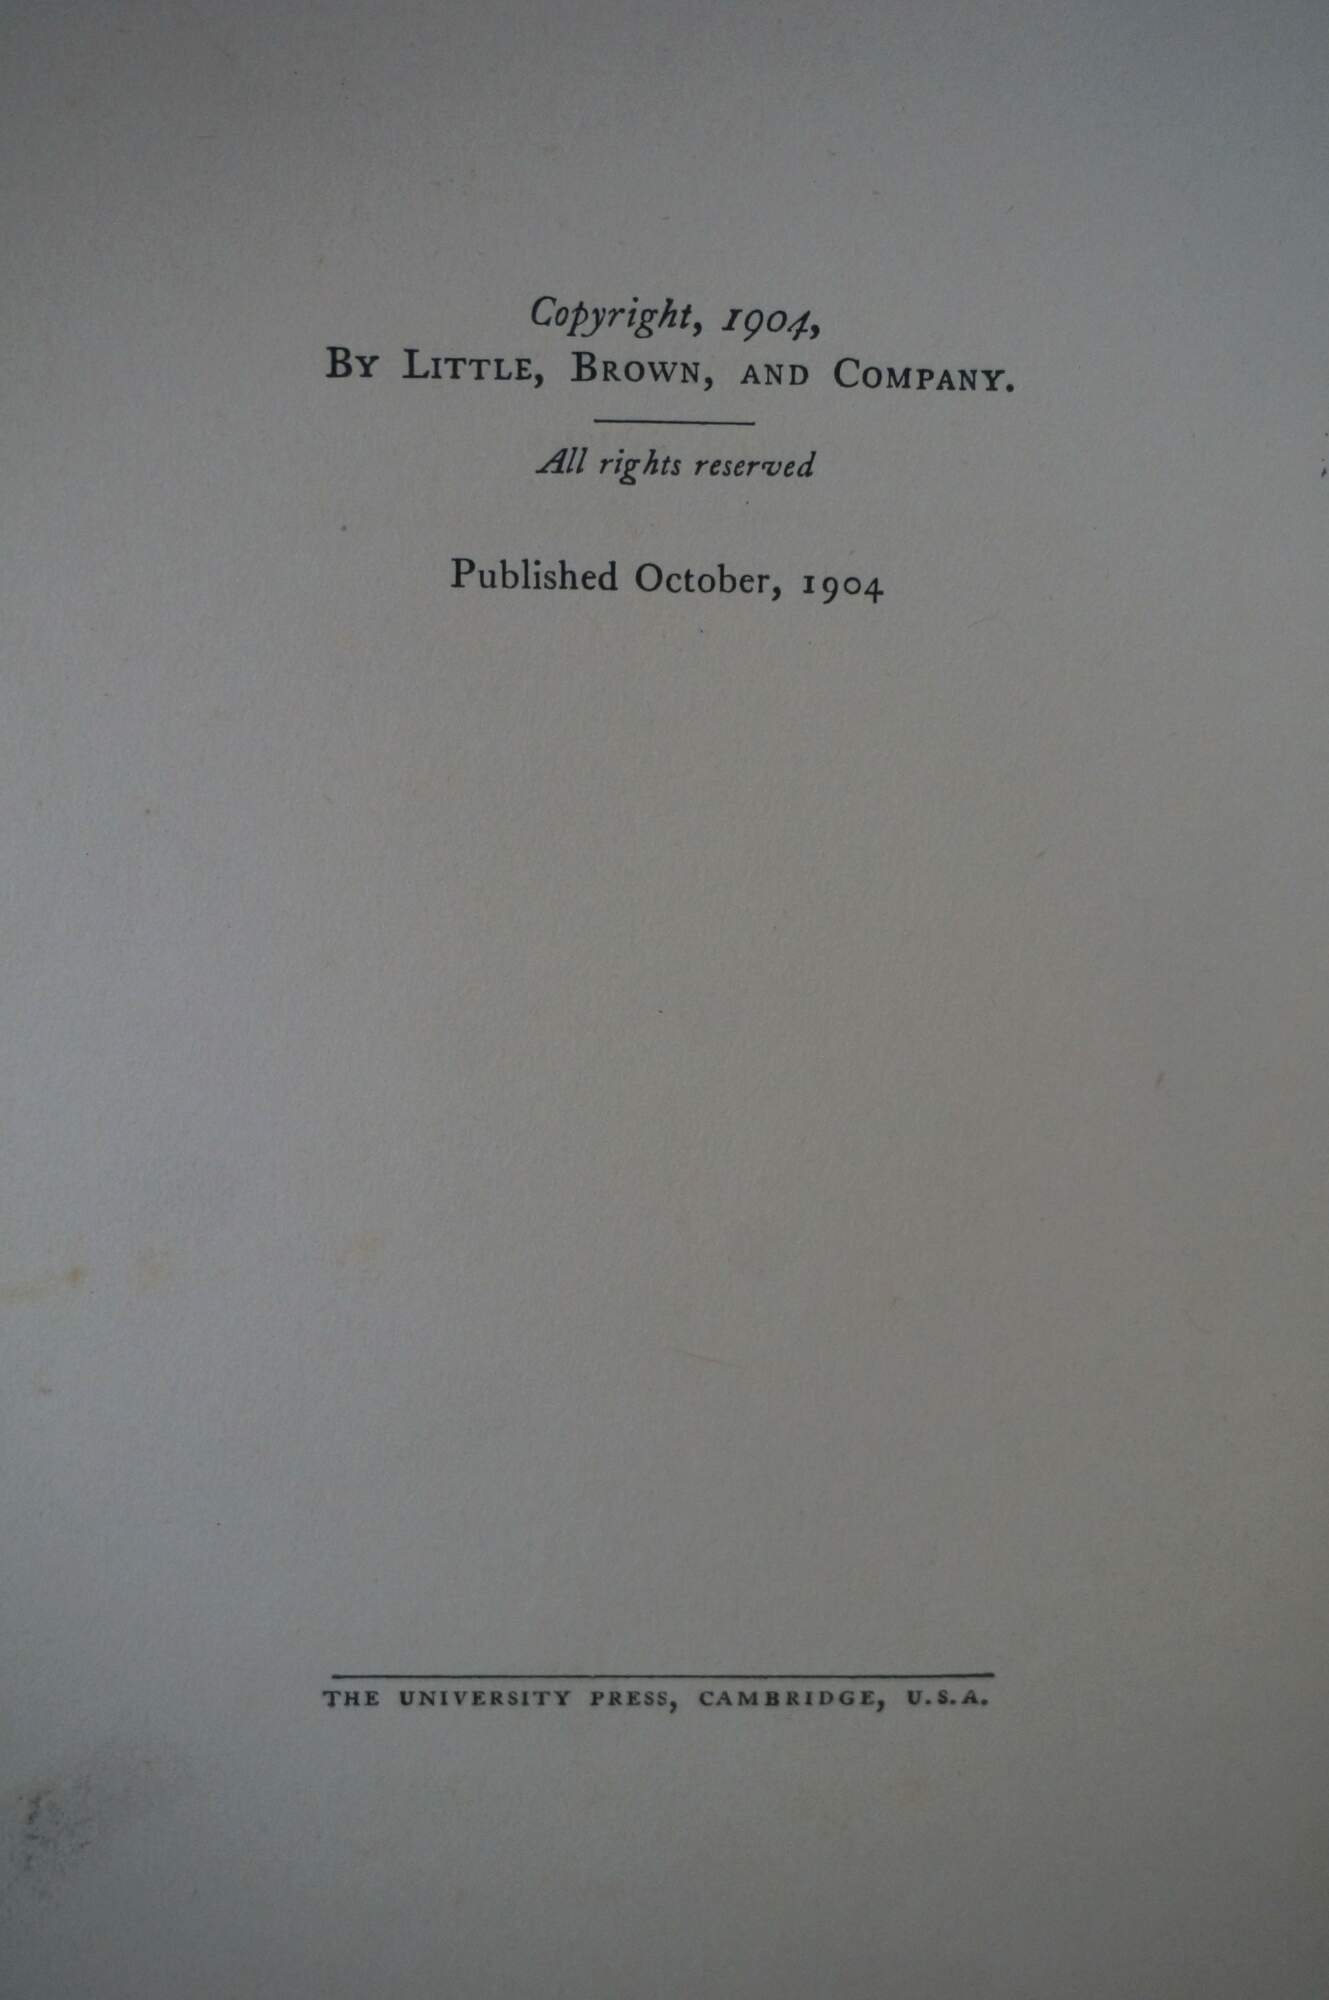 Copyright, 1904,
By Little, Brown, and Company.
All rights reserved
Published October, 1904
THE UNIVERSITY PRESS, CAMBRIDGE, U.S.A.